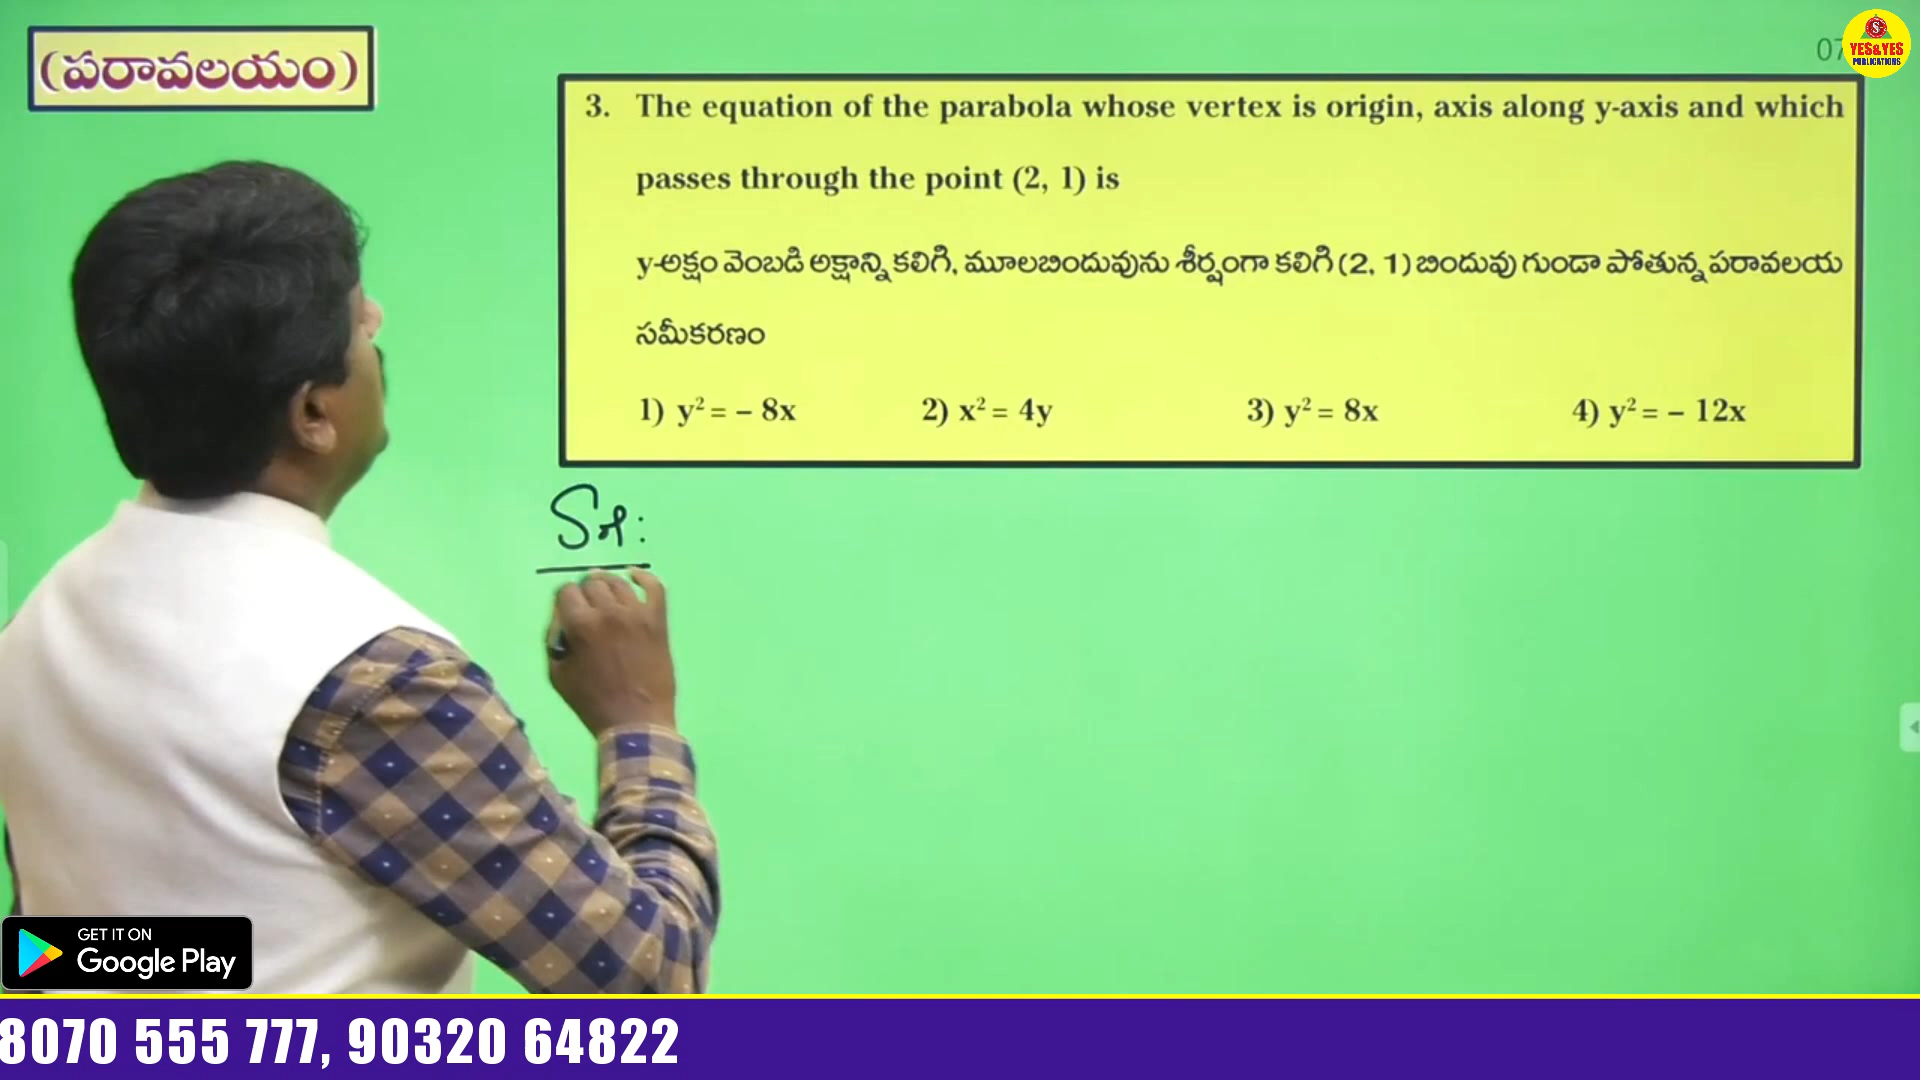 (పరావలయం)
07
YES&YES
PUBLICATIONS
3. The equation of the parabola whose vertex is origin, axis along y-axis and which
passes through the point (2, 1) is
y-అక్షం వెంబడి అక్షాన్ని కలిగి, మూలబిందువును శీర్షంగా కలిగి (2, 1) బిందువు గుండా పోతున్న పరావలయ
సమీకరణం
1) y² = – 8x 2) x² = 4y 3) y² = 8x 4) y² = – 12x
Sol:
GET IT ON
Google Play
8070 555 777, 90320 64822